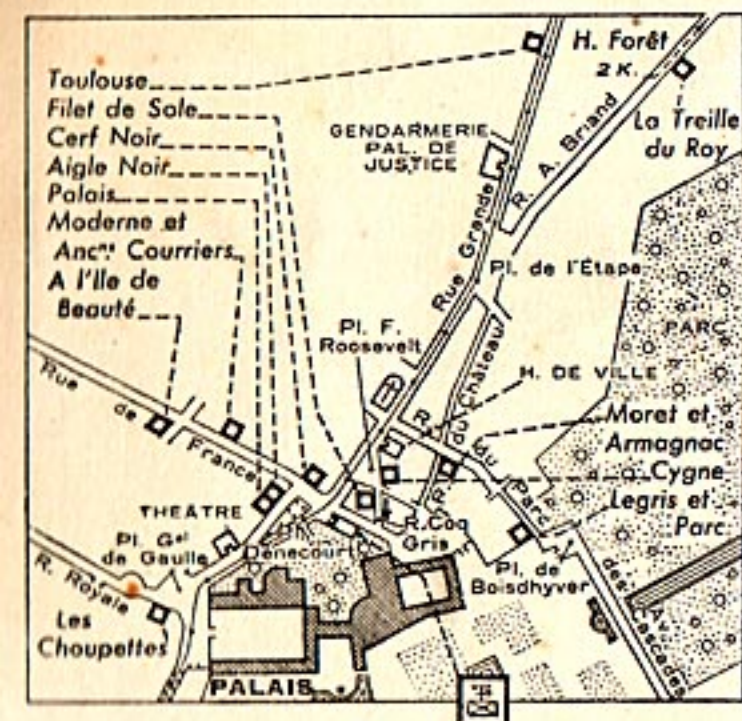 Toulouse
Filet de Sole
Cerf Noir
Aigle Noir
Palais
Moderne et
Anc.ns Courriers
A l'Ile de
Beauté
H. Forêt
2 K.
La Treille
du Roy
GENDARMERIE
PAL. DE
JUSTICE
R. A. Briand
Rue Grande
Pl. de l'Étape
PARC
Pl. F.
Roosevelt
R. du Château
H. DE VILLE
Moret et
Armagnac
Cygne
Legris et
Parc
Rue de France
R. du Parc
THÉÂTRE
Pl. Gal
de Gaulle
R. Royale
Denecourt
R. Coq
Gris
Pl. de
Boisdhyver
Av. des Cascades
Les
Choupettes
PALAIS